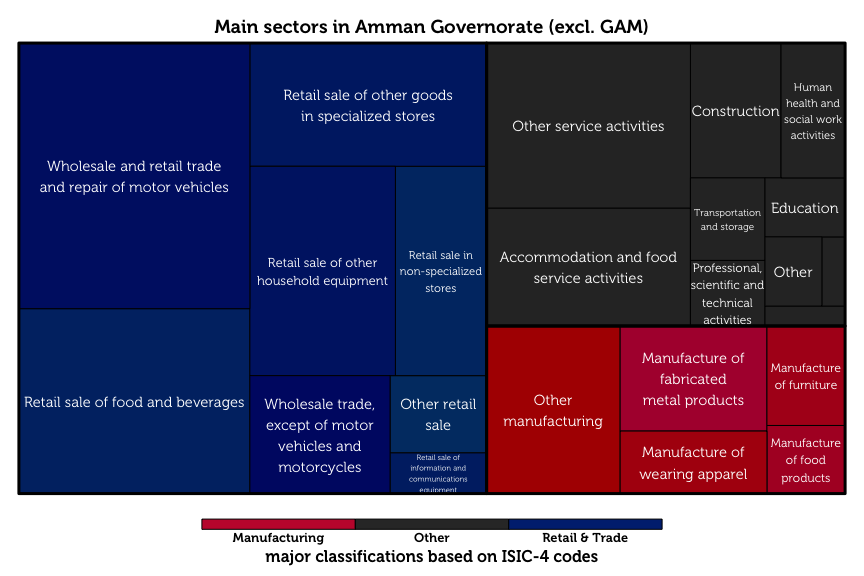 Main sectors in Amman Governorate (excl. GAM)
Wholesale and retail trade
and repair of motor vehicles
Retail sale of food and beverages
Retail sale of other goods
in specialized stores
Retail sale of other
household equipment
Retail sale in
non-specialized
stores
Wholesale trade,
except of motor
vehicles and
motorcycles
Other retail
sale
Retail sale of
information and
communications
equipment
Other service activities
Accommodation and food
service activities
Construction
Human
health and
social work
activities
Transportation
and storage
Education
Professional,
scientific and
technical
activities
Other
Other
manufacturing
Manufacture of
fabricated
metal products
Manufacture of
wearing apparel
Manufacture
of furniture
Manufacture
of food
products
Manufacturing
Other
Retail & Trade
major classifications based on ISIC-4 codes